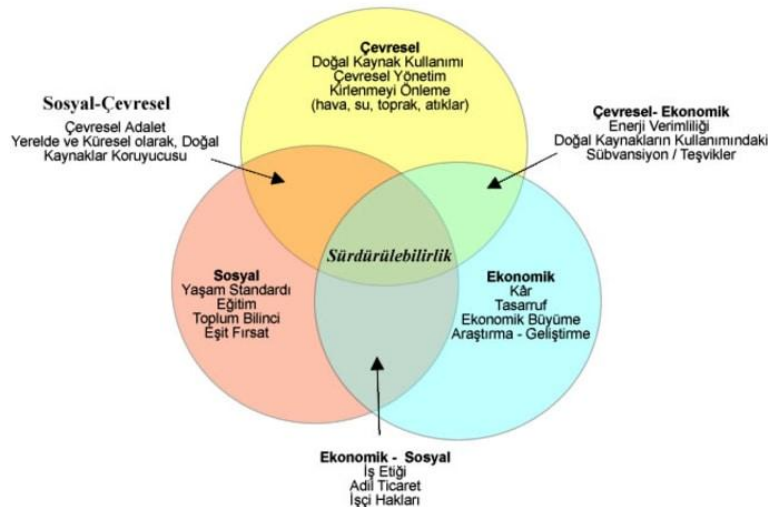 Çevresel
Doğal Kaynak Kullanımı
Çevresel Yönetim
Kirlenmeyi Önleme
(hava, su, toprak, atıklar)
Sosyal-Çevresel
Çevresel Adalet
Yerelde ve Küresel olarak, Doğal
Kaynaklar Koruyucusu
Çevresel- Ekonomik
Enerji Verimliliği
Doğal Kaynakların Kullanımındaki
Sübvansiyon / Teşvikler
Sürdürülebilirlik
Sosyal
Yaşam Standardı
Eğitim
Toplum Bilinci
Eşit Fırsat
Ekonomik
Kâr
Tasarruf
Ekonomik Büyüme
Araştırma - Geliştirme
Ekonomik - Sosyal
İş Etiği
Adil Ticaret
İşçi Hakları